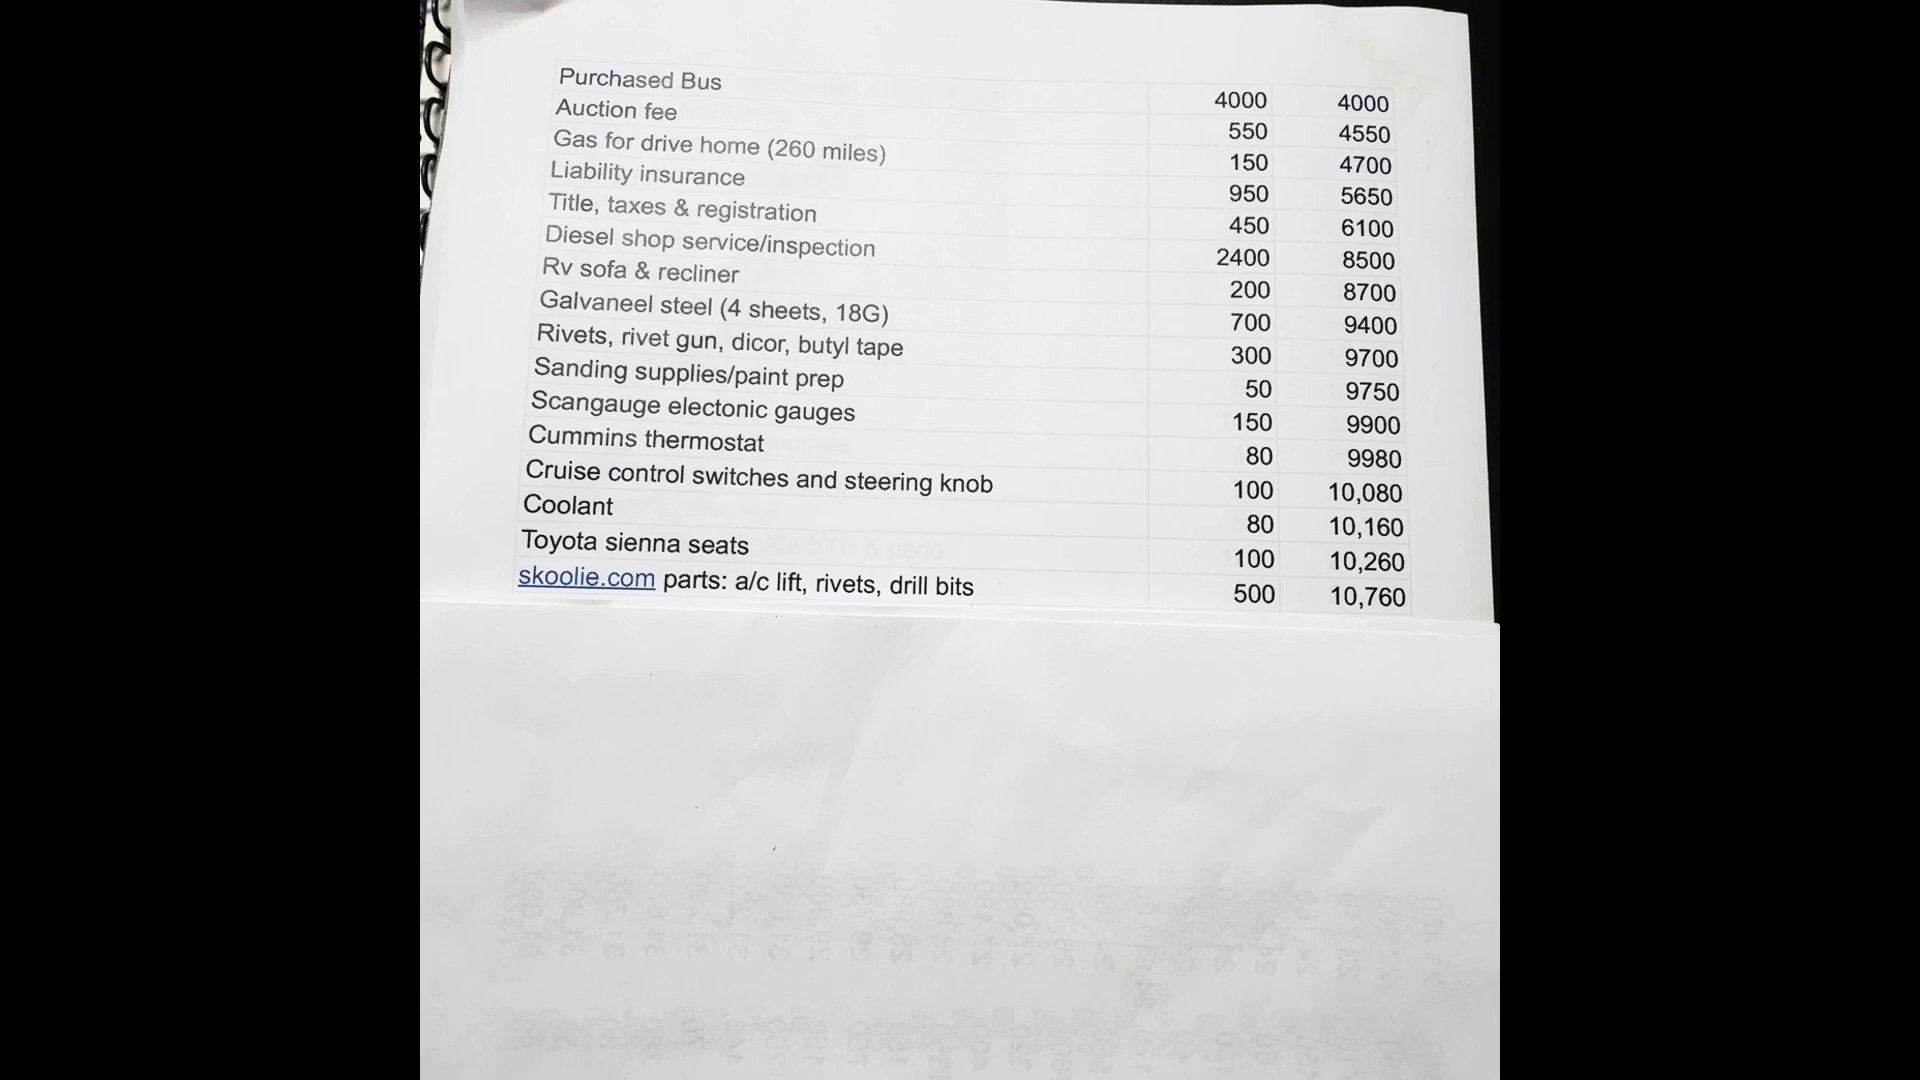 Purchased Bus 4000 4000
Auction fee 550 4550
Gas for drive home (260 miles) 150 4700
Liability insurance 950 5650
Title, taxes & registration 450 6100
Diesel shop service/inspection 2400 8500
Rv sofa & recliner 200 8700
Galvaneel steel (4 sheets, 18G) 700 9400
Rivets, rivet gun, dicor, butyl tape 300 9700
Sanding supplies/paint prep 50 9750
Scangauge electonic gauges 150 9900
Cummins thermostat 80 9980
Cruise control switches and steering knob 100 10,080
Coolant 80 10,160
Toyota sienna seats 100 10,260
skoolie.com parts: a/c lift, rivets, drill bits 500 10,760